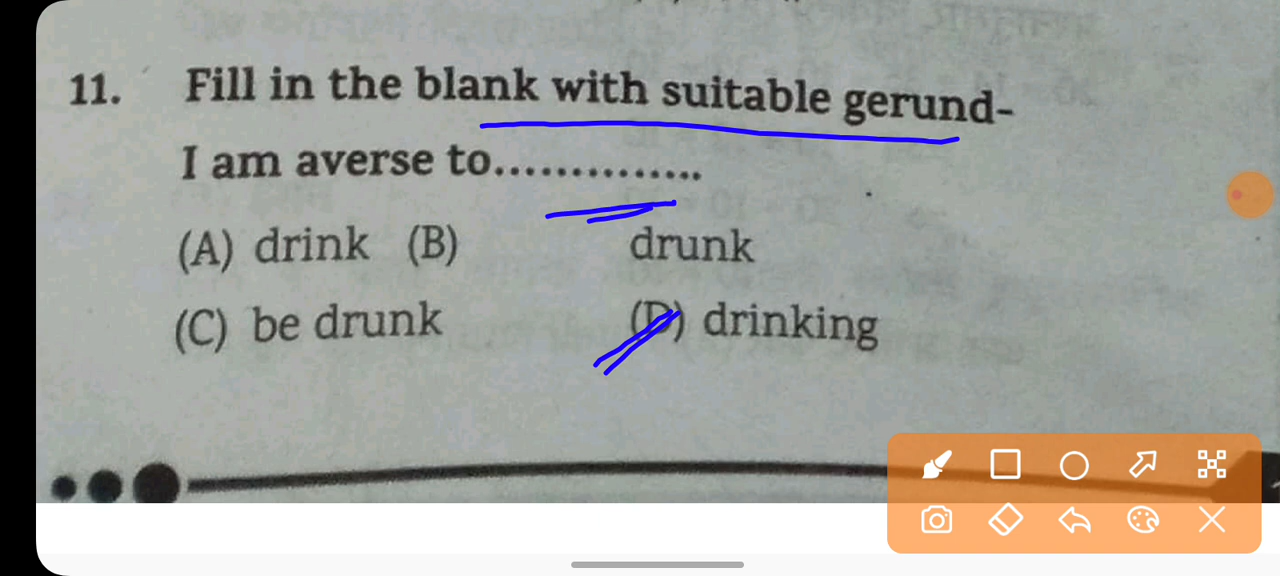 11. Fill in the blank with suitable gerund-
I am averse to..............
(A) drink (B) drunk
(C) be drunk (D) drinking